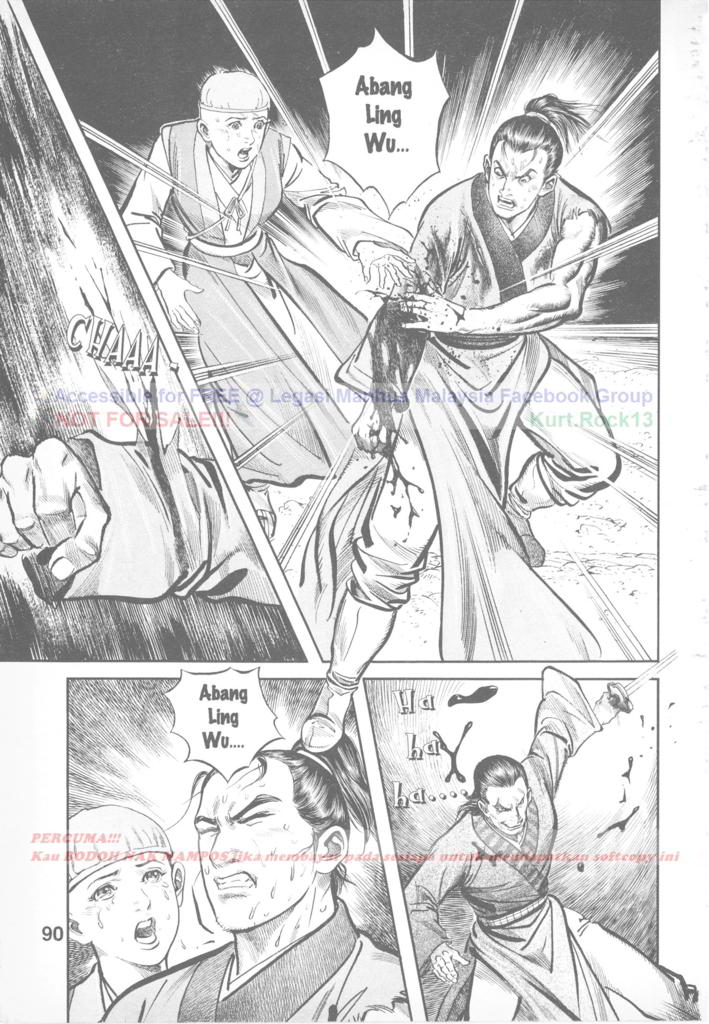 Abang
Ling
Wu...
CHAAA..
Accessible for FREE @ Legasi Manhua Malaysia Facebook Group
NOT FOR SALE!!!
Kurt.Rock13
Abang
Ling
Wu....
Ha
hay
ha....
PERCUMA!!!
Kau BODOH NAK MAMPOS jika membayar pada sesiapa untuk mendapatkan softcopy ini
90